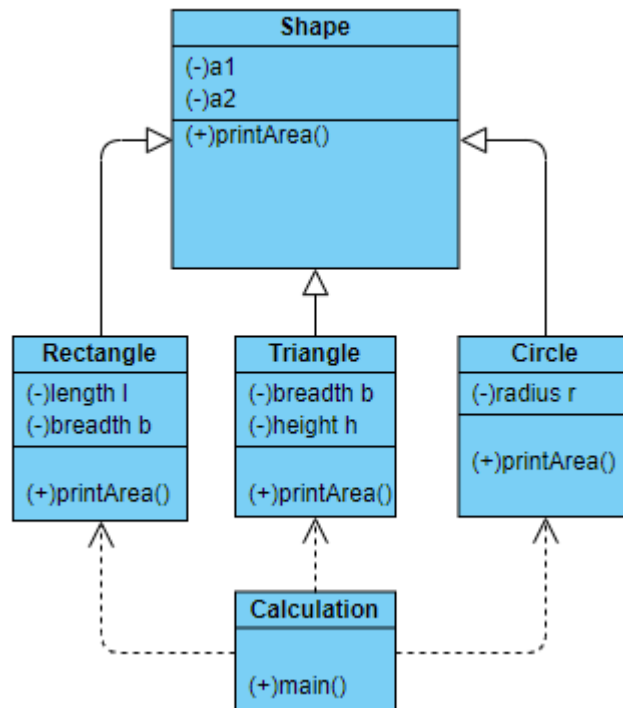 Shape
(-)a1
(-)a2
(+)printArea()
Rectangle
(-)length l
(-)breadth b
(+)printArea()
Triangle
(-)breadth b
(-)height h
(+)printArea()
Circle
(-)radius r
(+)printArea()
Calculation
(+)main()